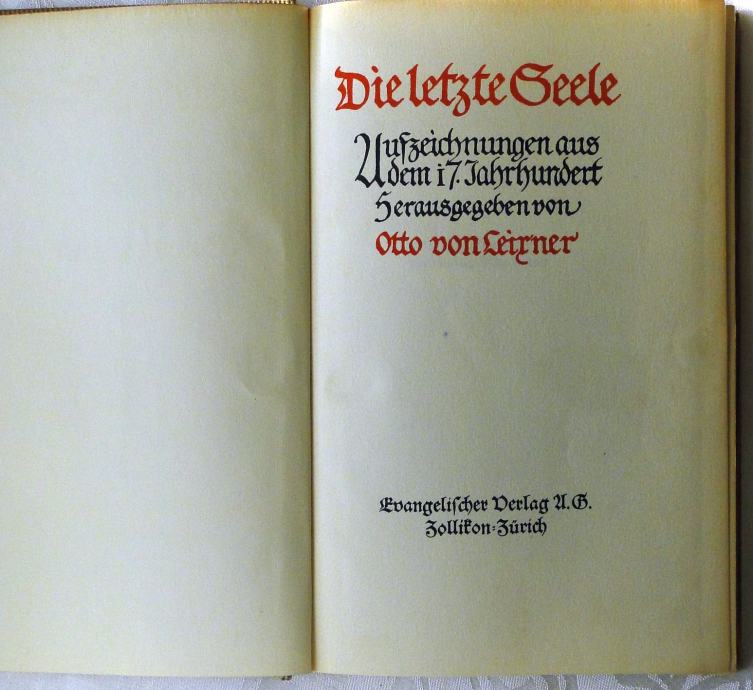 Die letzte Seele
Aufzeichnungen aus
dem 17. Jahrhundert
Herausgegeben von
Otto von Leixner
Evangelischer Verlag A. G.
Zollikon-Zürich